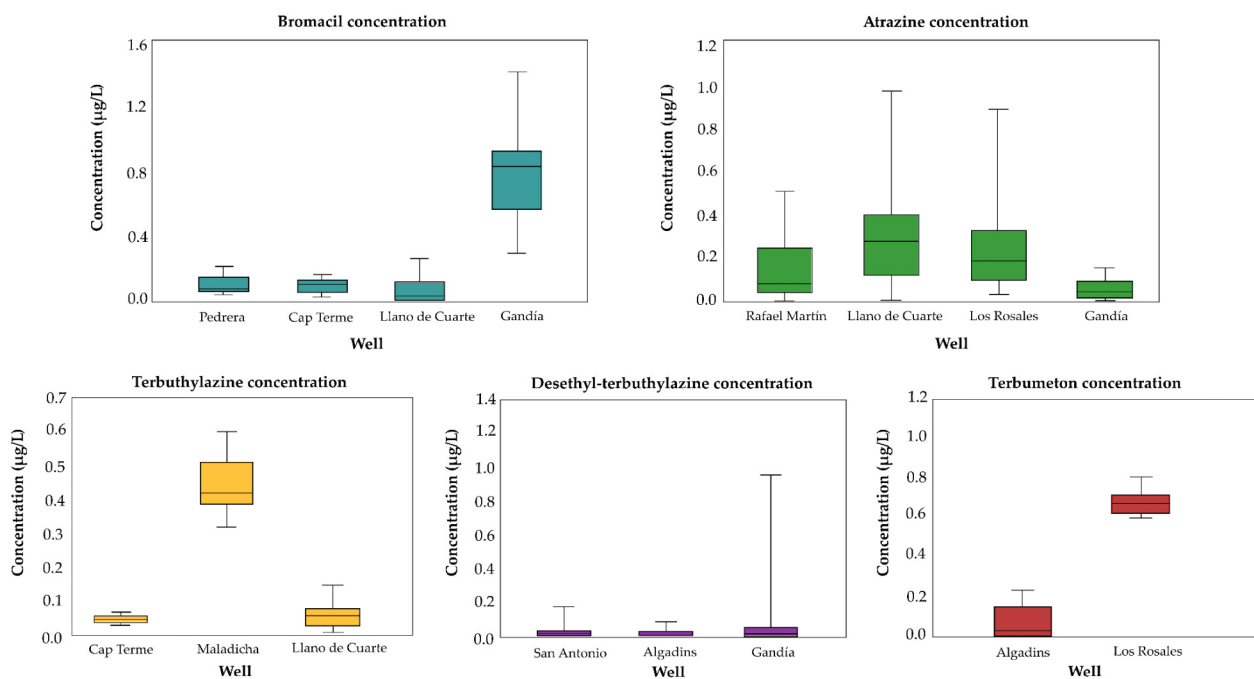 Bromacil concentration
Concentration (µg/L)
1.6
1.2
0.8
0.4
0.0
Pedrera
Cap Terme
Llano de Cuarte
Gandía
Well
Atrazine concentration
Concentration (µg/L)
1.2
1.0
0.8
0.6
0.4
0.2
0.0
Rafael Martín
Llano de Cuarte
Los Rosales
Gandía
Well
Terbuthylazine concentration
Concentration (µg/L)
0.7
0.6
0.5
0.4
0.3
0.2
0.1
0.0
Cap Terme
Maladicha
Llano de Cuarte
Well
Desethyl-terbuthylazine concentration
Concentration (µg/L)
1.4
1.2
1.0
0.8
0.6
0.4
0.2
0.0
San Antonio
Algadins
Gandía
Well
Terbumeton concentration
Concentration (µg/L)
1.2
1.0
0.8
0.6
0.4
0.2
0.0
Algadins
Los Rosales
Well